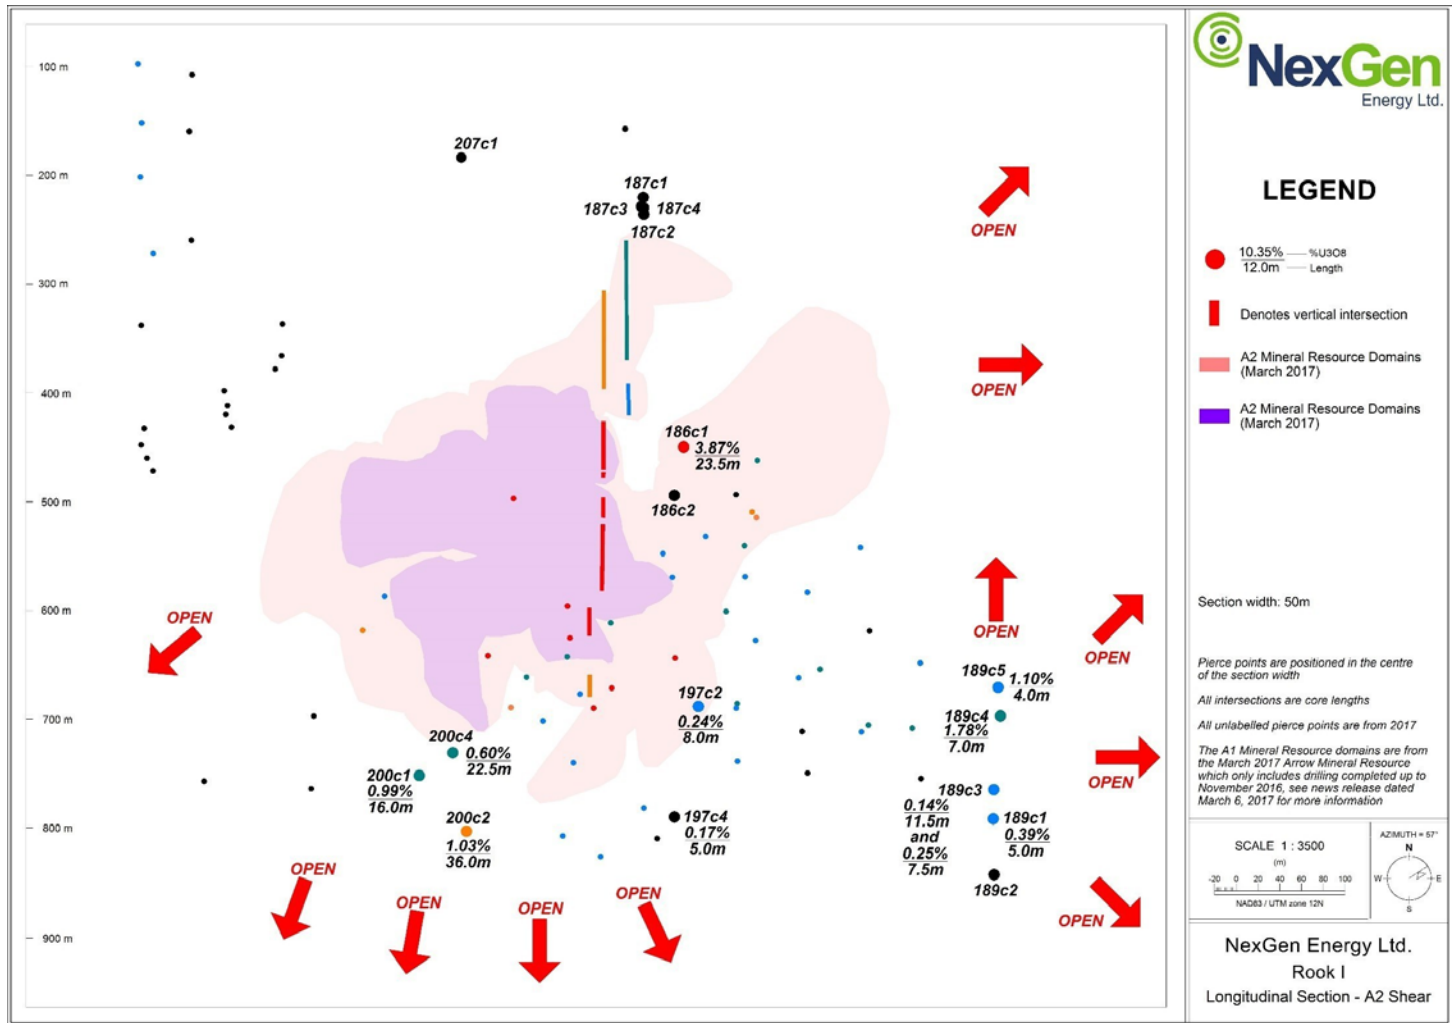 100 m
200 m
300 m
400 m
500 m
600 m
700 m
800 m
900 m
207c1
187c1
187c3
187c4
187c2
186c1
3.87%
23.5m
186c2
197c2
0.24%
8.0m
200c4
0.60%
22.5m
200c1
0.99%
16.0m
200c2
1.03%
36.0m
197c4
0.17%
5.0m
189c5
1.10%
4.0m
189c4
1.78%
7.0m
189c3
0.14%
11.5m
and
0.25%
7.5m
189c1
0.39%
5.0m
189c2
OPEN
OPEN
OPEN
OPEN
OPEN
OPEN
OPEN
OPEN
OPEN
OPEN
OPEN
NexGen
Energy Ltd.
LEGEND
10.35% %U3O8
12.0m Length
Denotes vertical intersection
A2 Mineral Resource Domains
(March 2017)
A2 Mineral Resource Domains
(March 2017)
Section width: 50m
Pierce points are positioned in the centre
of the section width
All intersections are core lengths
All unlabelled pierce points are from 2017
The A1 Mineral Resource domains are from
the March 2017 Arrow Mineral Resource
which only includes drilling completed up to
November 2016, see news release dated
March 6, 2017 for more information
SCALE 1 : 3500
(m)
-20 0 20 40 60 80 100
NAD83 / UTM zone 12N
AZIMUTH = 57°
N
W
E
S
NexGen Energy Ltd.
Rook I
Longitudinal Section - A2 Shear